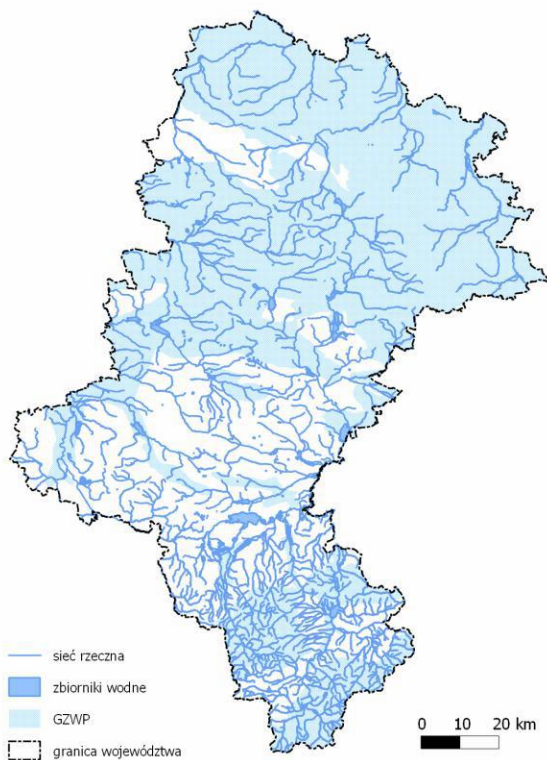 sieć rzeczna
zbiorniki wodne
GZWP
granica województwa
0 10 20 km